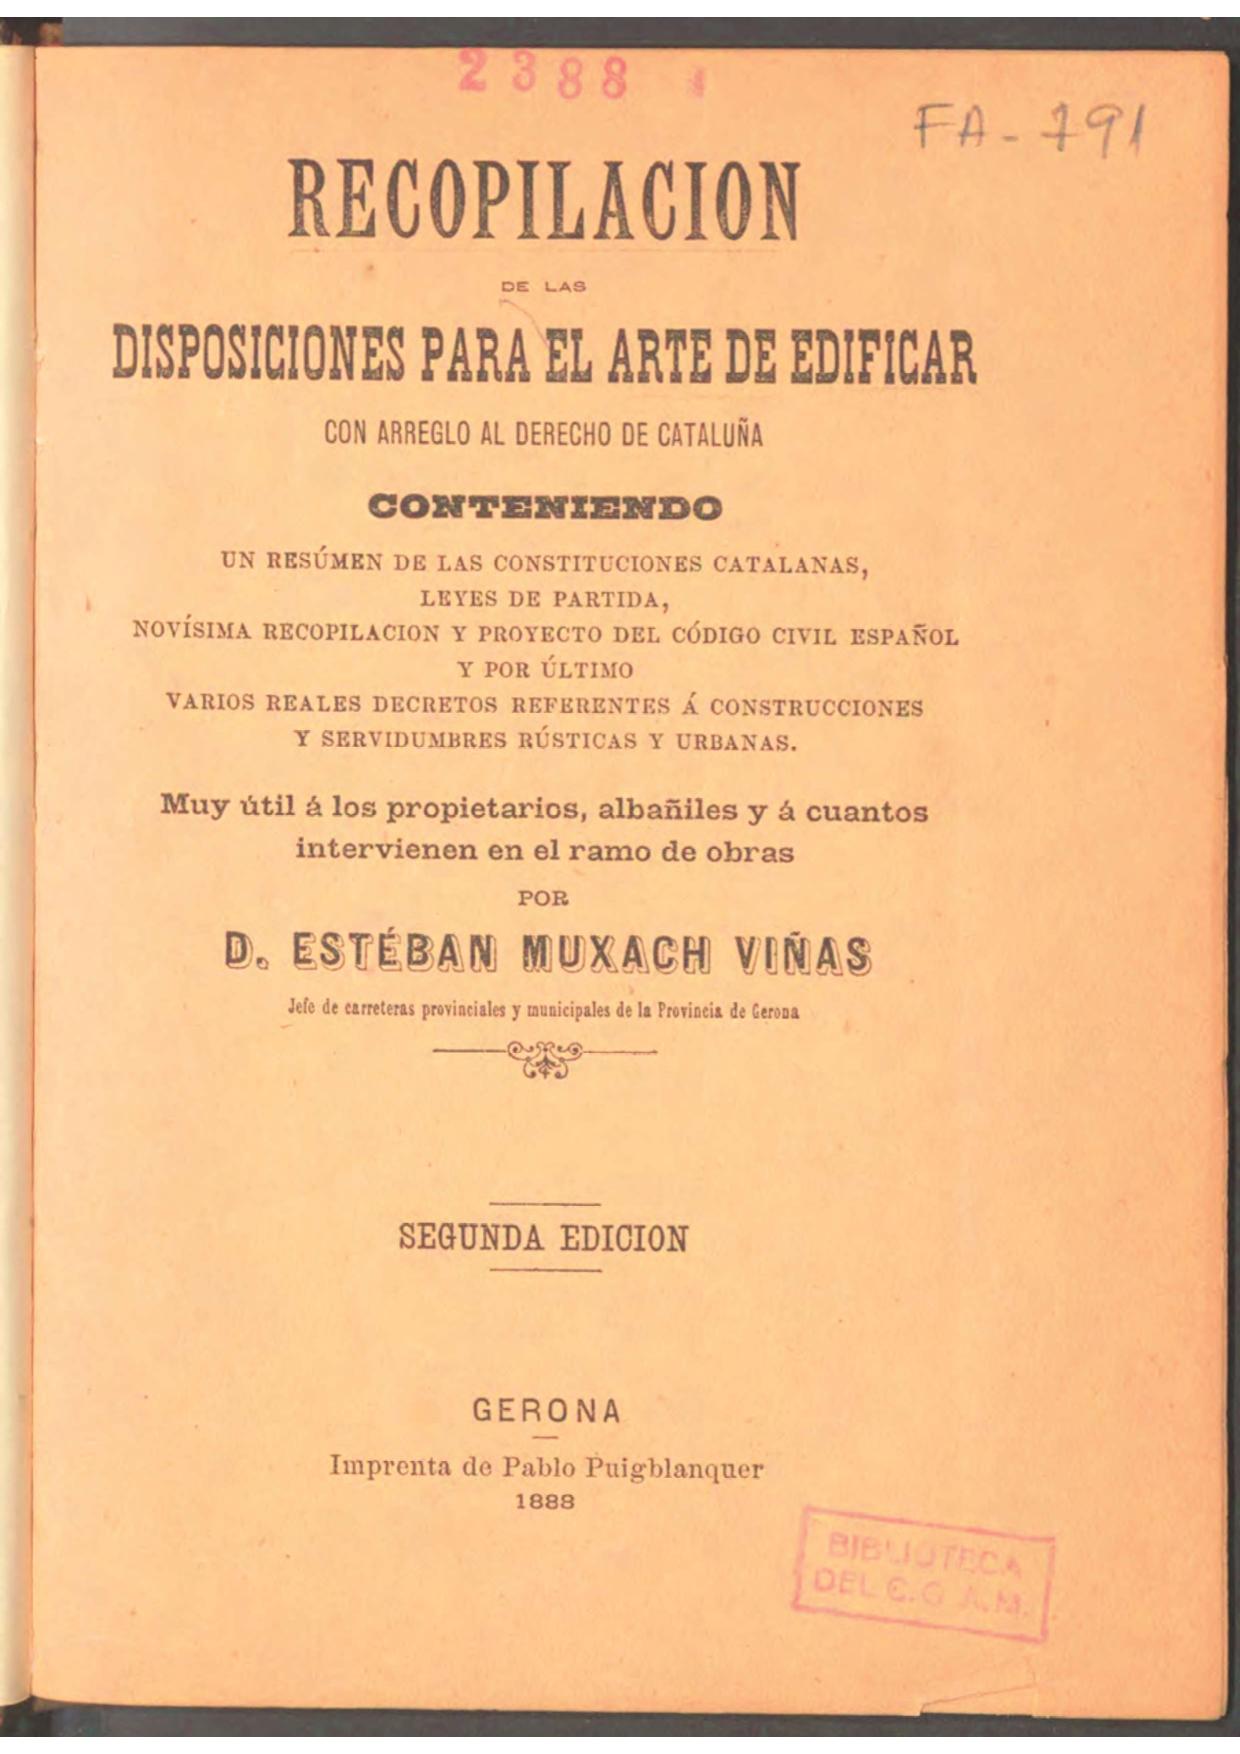 2388
FA-791
RECOPILACION
DE LAS
DISPOSICIONES PARA EL ARTE DE EDIFICAR
CON ARREGLO AL DERECHO DE CATALUÑA
CONTENIENDO
UN RESÚMEN DE LAS CONSTITUCIONES CATALANAS,
LEYES DE PARTIDA,
NOVÍSIMA RECOPILACION Y PROYECTO DEL CÓDIGO CIVIL ESPAÑOL
Y POR ÚLTIMO
VARIOS REALES DECRETOS REFERENTES Á CONSTRUCCIONES
Y SERVIDUMBRES RÚSTICAS Y URBANAS.
Muy útil á los propietarios, albañiles y á cuantos
intervienen en el ramo de obras
POR
D. ESTÉBAN MUXACH VIÑAS
Jefe de carreteras provinciales y municipales de la Provincia de Gerona
SEGUNDA EDICION
GERONA
Imprenta de Pablo Puigblanquer
1888
BIBLIOTECA
DEL C.O.A.M.